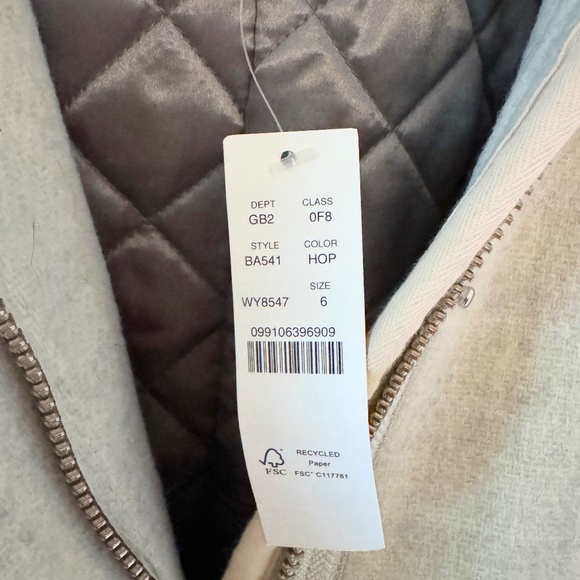 DEPT CLASS
GB2 0F8
STYLE COLOR
BA541 HOP
SIZE
WY8547 6
099106396909
RECYCLED
Paper
FSC FSC™ C117781